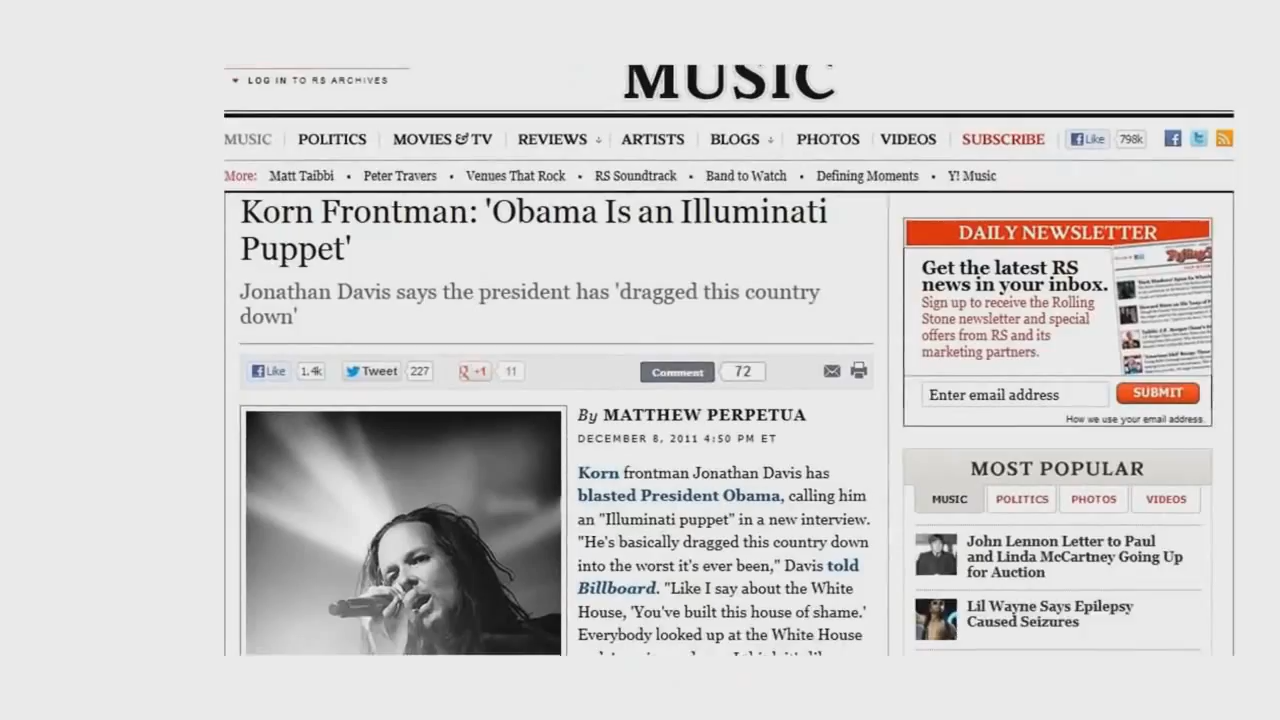 LOG IN TO RS ARCHIVES
MUSIC
MUSIC POLITICS MOVIES & TV REVIEWS ARTISTS BLOGS PHOTOS VIDEOS SUBSCRIBE Like 798k
More: Matt Taibbi • Peter Travers • Venues That Rock • RS Soundtrack • Band to Watch • Defining Moments • Y! Music
Korn Frontman: 'Obama Is an Illuminati
Puppet'
Jonathan Davis says the president has 'dragged this country
down'
Like 1.4k Tweet 227 +1 11 Comment 72
By MATTHEW PERPETUA
DECEMBER 8, 2011 4:50 PM ET
Korn frontman Jonathan Davis has
blasted President Obama, calling him
an "Illuminati puppet" in a new interview.
"He's basically dragged this country down
into the worst it's ever been," Davis told
Billboard. "Like I say about the White
House, 'You've built this house of shame.'
Everybody looked up at the White House
DAILY NEWSLETTER
Get the latest RS
news in your inbox.
Sign up to receive the Rolling
Stone newsletter and special
offers from RS and its
marketing partners.
Enter email address SUBMIT
How we use your email address.
MOST POPULAR
MUSIC POLITICS PHOTOS VIDEOS
John Lennon Letter to Paul
and Linda McCartney Going Up
for Auction
Lil Wayne Says Epilepsy
Caused Seizures